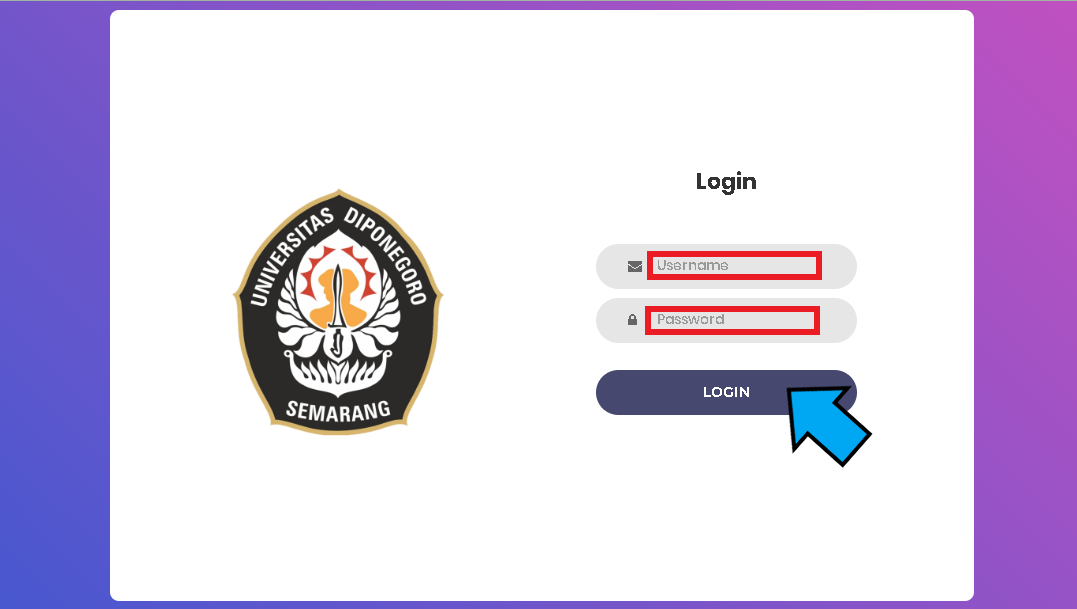 UNIVERSITAS DIPONEGORO
SEMARANG
Login
Username
Password
LOGIN